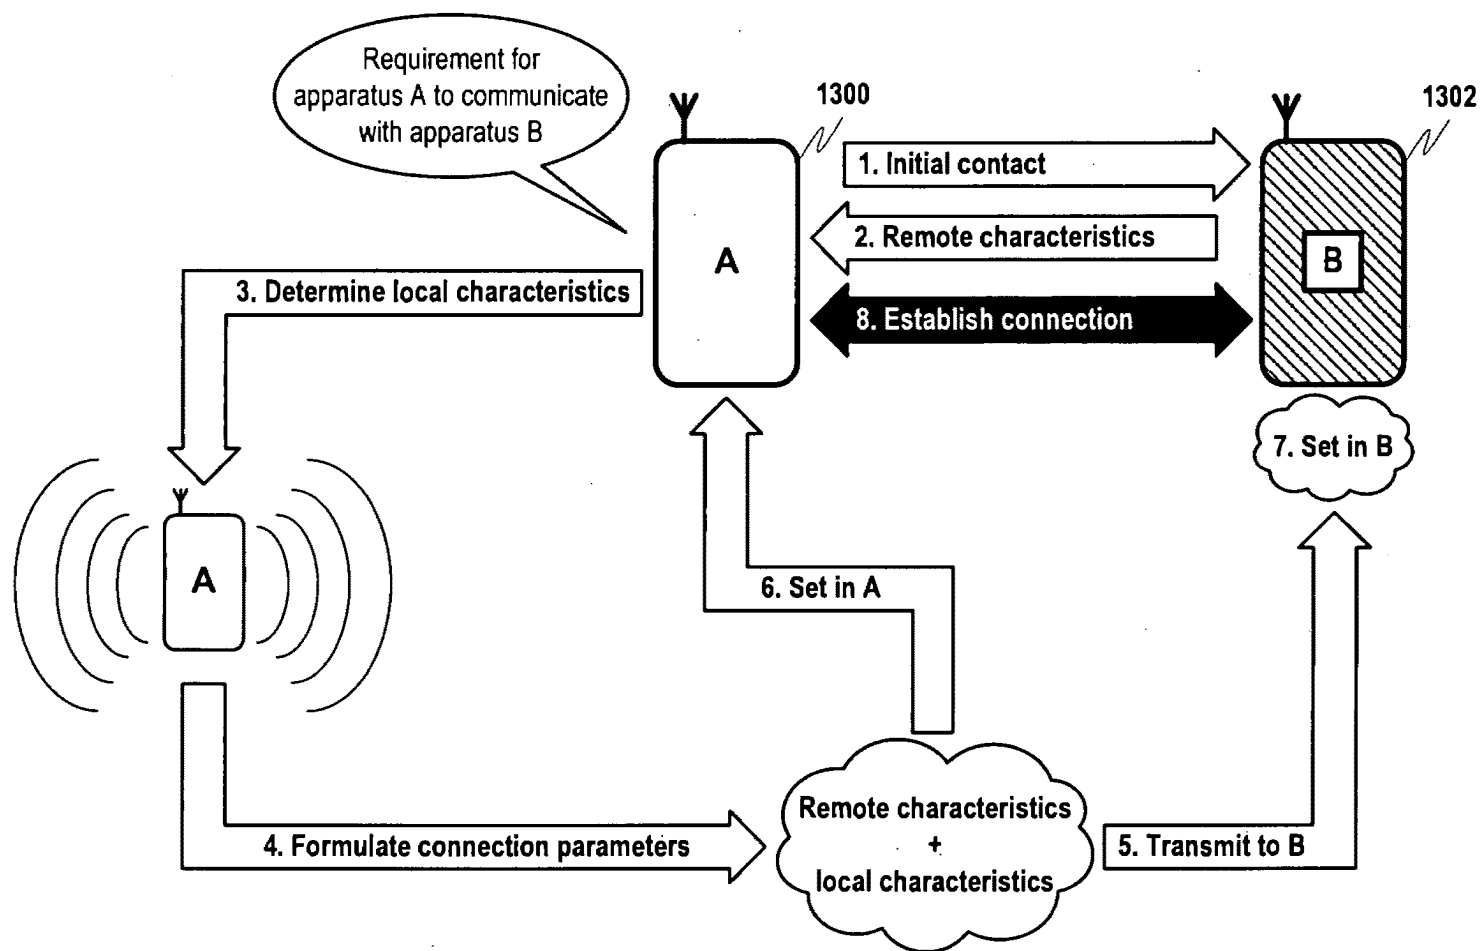 Requirement for
apparatus A to communicate
with apparatus B
1300
1302
1. Initial contact
2. Remote characteristics
A
B
8. Establish connection
3. Determine local characteristics
7. Set in B
A
6. Set in A
Remote characteristics
+
local characteristics
4. Formulate connection parameters
5. Transmit to B